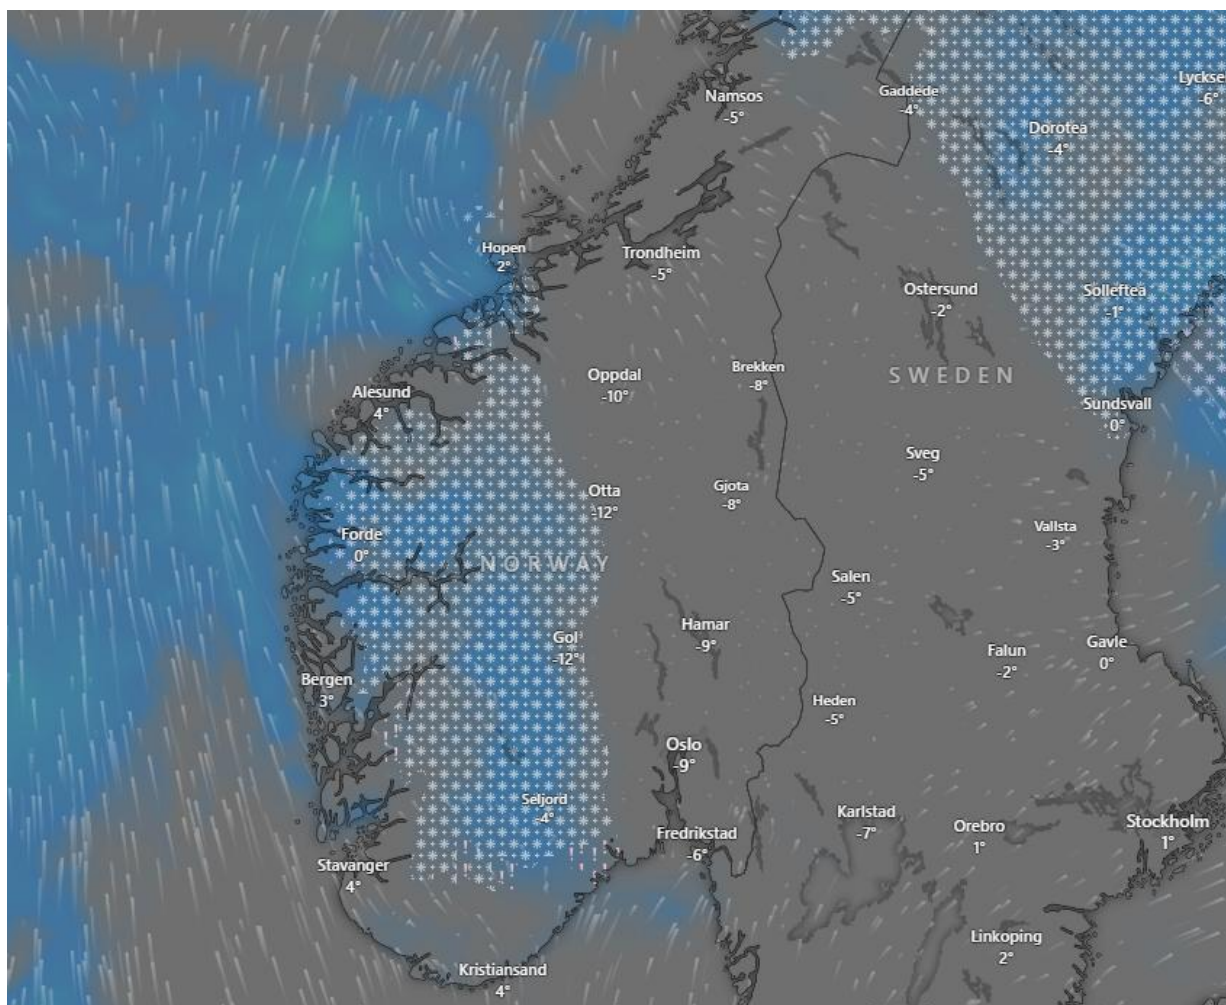 Namsos
-5°
Gaddede
-4°
Lyckse
-6°
Dorotea
-4°
Hopen
2°
Trondheim
-5°
Ostersund
-2°
Solleftea
-1°
Oppdal
-10°
Brekken
-8°
SWEDEN
Alesund
4°
Sundsvall
0°
Sveg
-5°
Otta
-12°
Gjota
-8°
Vallsta
-3°
Forde
0°
NORWAY
Salen
-5°
Hamar
-9°
Gol
-12°
Falun
-2°
Gavle
0°
Bergen
3°
Heden
-5°
Oslo
-9°
Seljord
-4°
Karlstad
-7°
Orebro
1°
Stockholm
1°
Fredrikstad
-6°
Stavanger
4°
Linkoping
2°
Kristiansand
4°